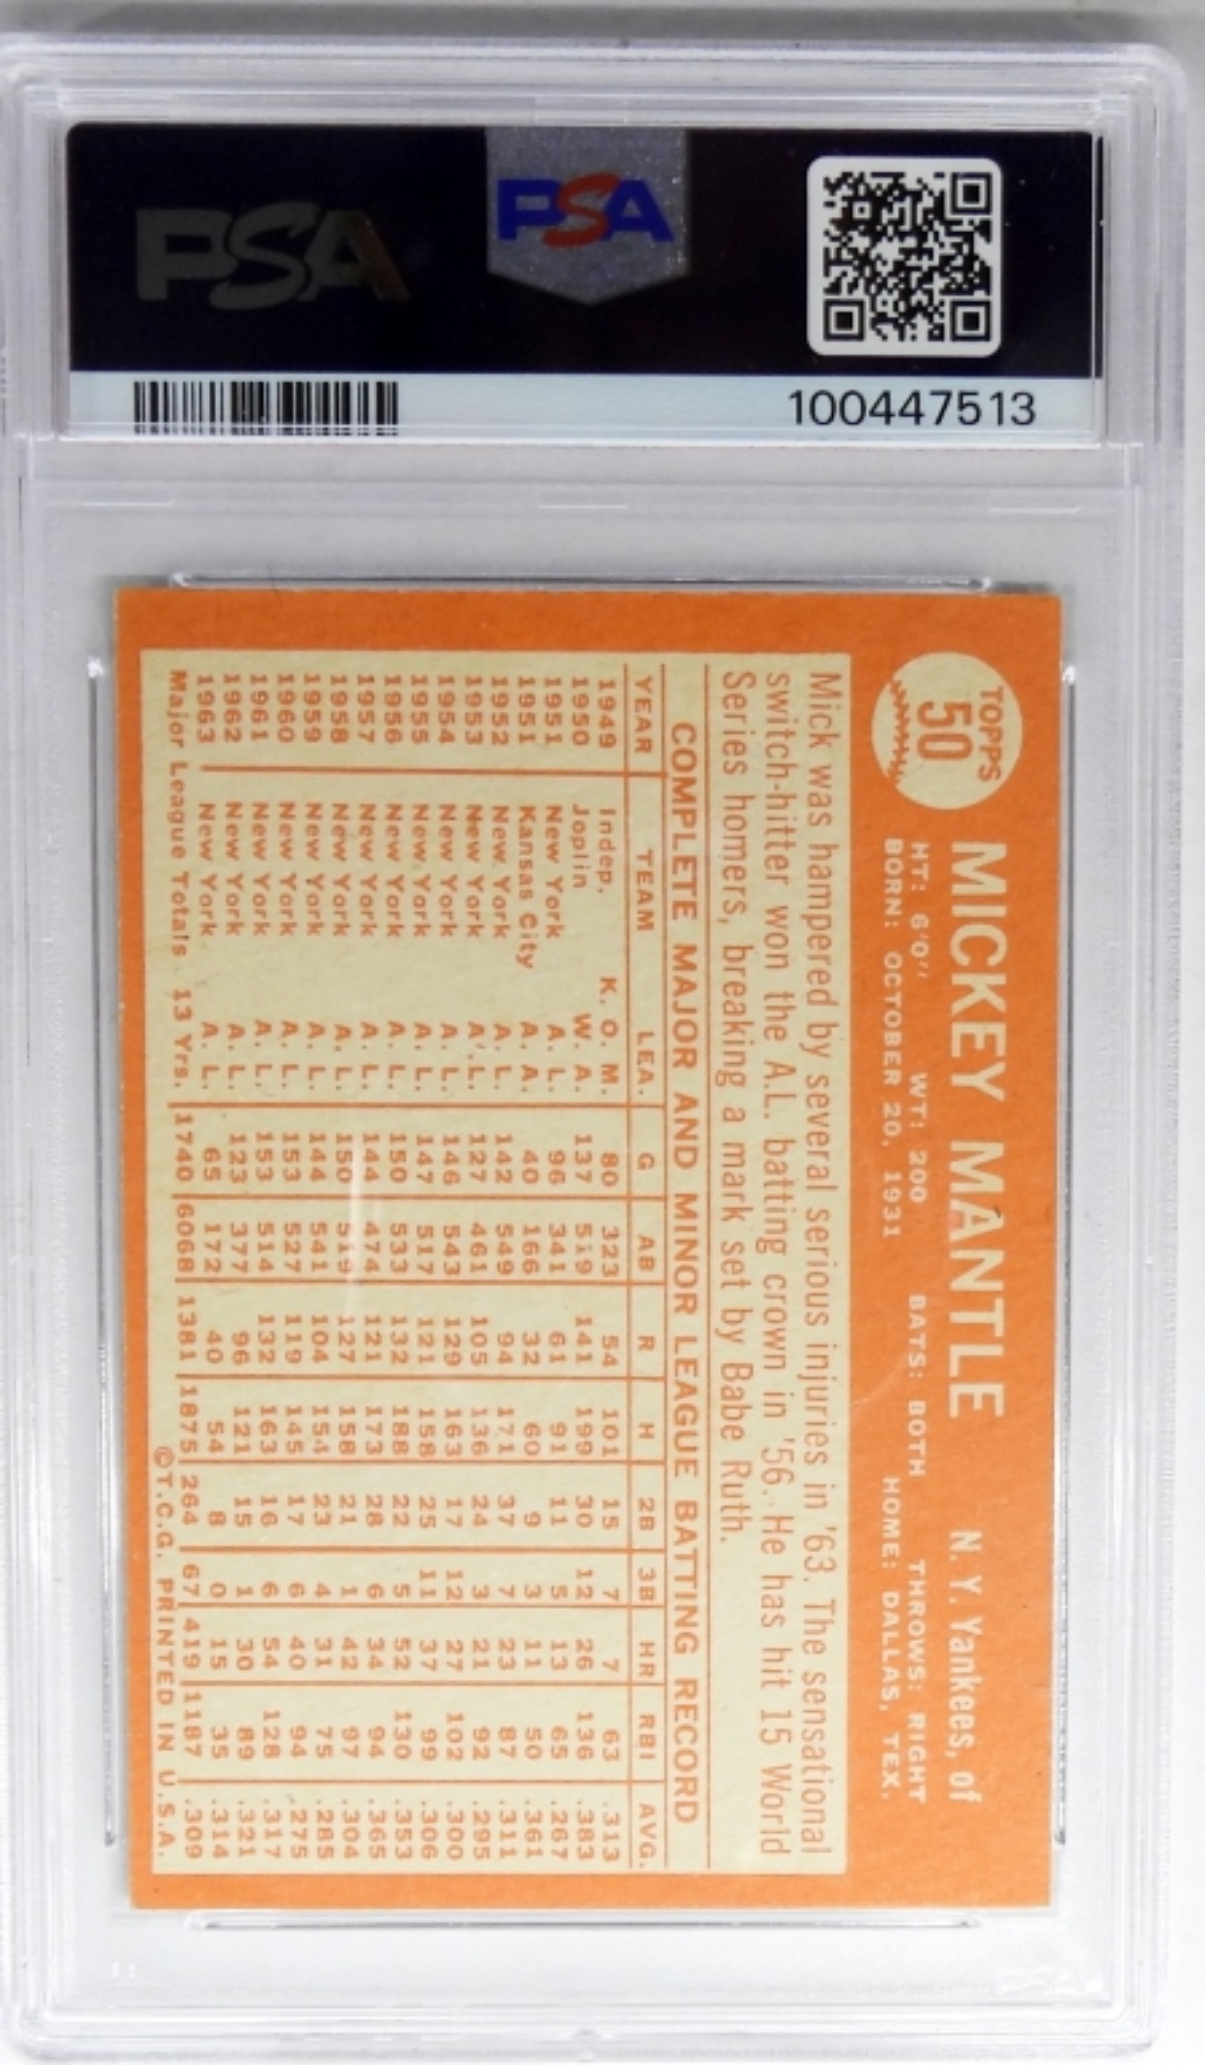 PSA
PSA
100447513
TOPPS
50
MICKEY MANTLE N. Y. Yankees, of
HT: 6'0" WT: 200 BATS: BOTH THROWS: RIGHT
BORN: OCTOBER 20, 1931 HOME: DALLAS, TEX.
Mick was hampered by several serious injuries in '63. The sensational
switch-hitter won the A.L. batting crown in '56. He has hit 15 World
Series homers, breaking a mark set by Babe Ruth.
COMPLETE MAJOR AND MINOR LEAGUE BATTING RECORD
YEAR TEAM LEA. G AB R H 2B 3B HR RBI AVG.
1949 Indep. K. O. M. 80 323 54 101 15 7 7 63 .313
1950 Joplin W. A. 137 519 141 199 30 12 26 136 .383
1951 New York A. L. 96 341 61 91 11 5 13 65 .267
1951 Kansas City A. A. 40 166 32 60 9 3 11 50 .361
1952 New York A. L. 142 549 94 171 37 7 23 87 .311
1953 New York A. L. 127 461 105 136 24 3 21 92 .295
1954 New York A. L. 146 543 129 163 17 12 27 102 .300
1955 New York A. L. 147 517 121 158 25 11 37 99 .306
1956 New York A. L. 150 533 132 188 22 5 52 130 .353
1957 New York A. L. 144 474 121 173 28 6 34 94 .365
1958 New York A. L. 150 519 127 158 21 1 42 97 .304
1959 New York A. L. 144 541 104 154 23 4 31 75 .285
1960 New York A. L. 153 527 119 145 17 6 40 94 .275
1961 New York A. L. 153 514 132 163 16 6 54 128 .317
1962 New York A. L. 123 377 96 121 15 1 30 89 .321
1963 New York A. L. 65 172 40 54 8 0 15 35 .314
Major League Totals 13 Yrs. 1740 6068 1381 1875 264 67 419 1187 .309
©T.C.G. PRINTED IN U.S.A.